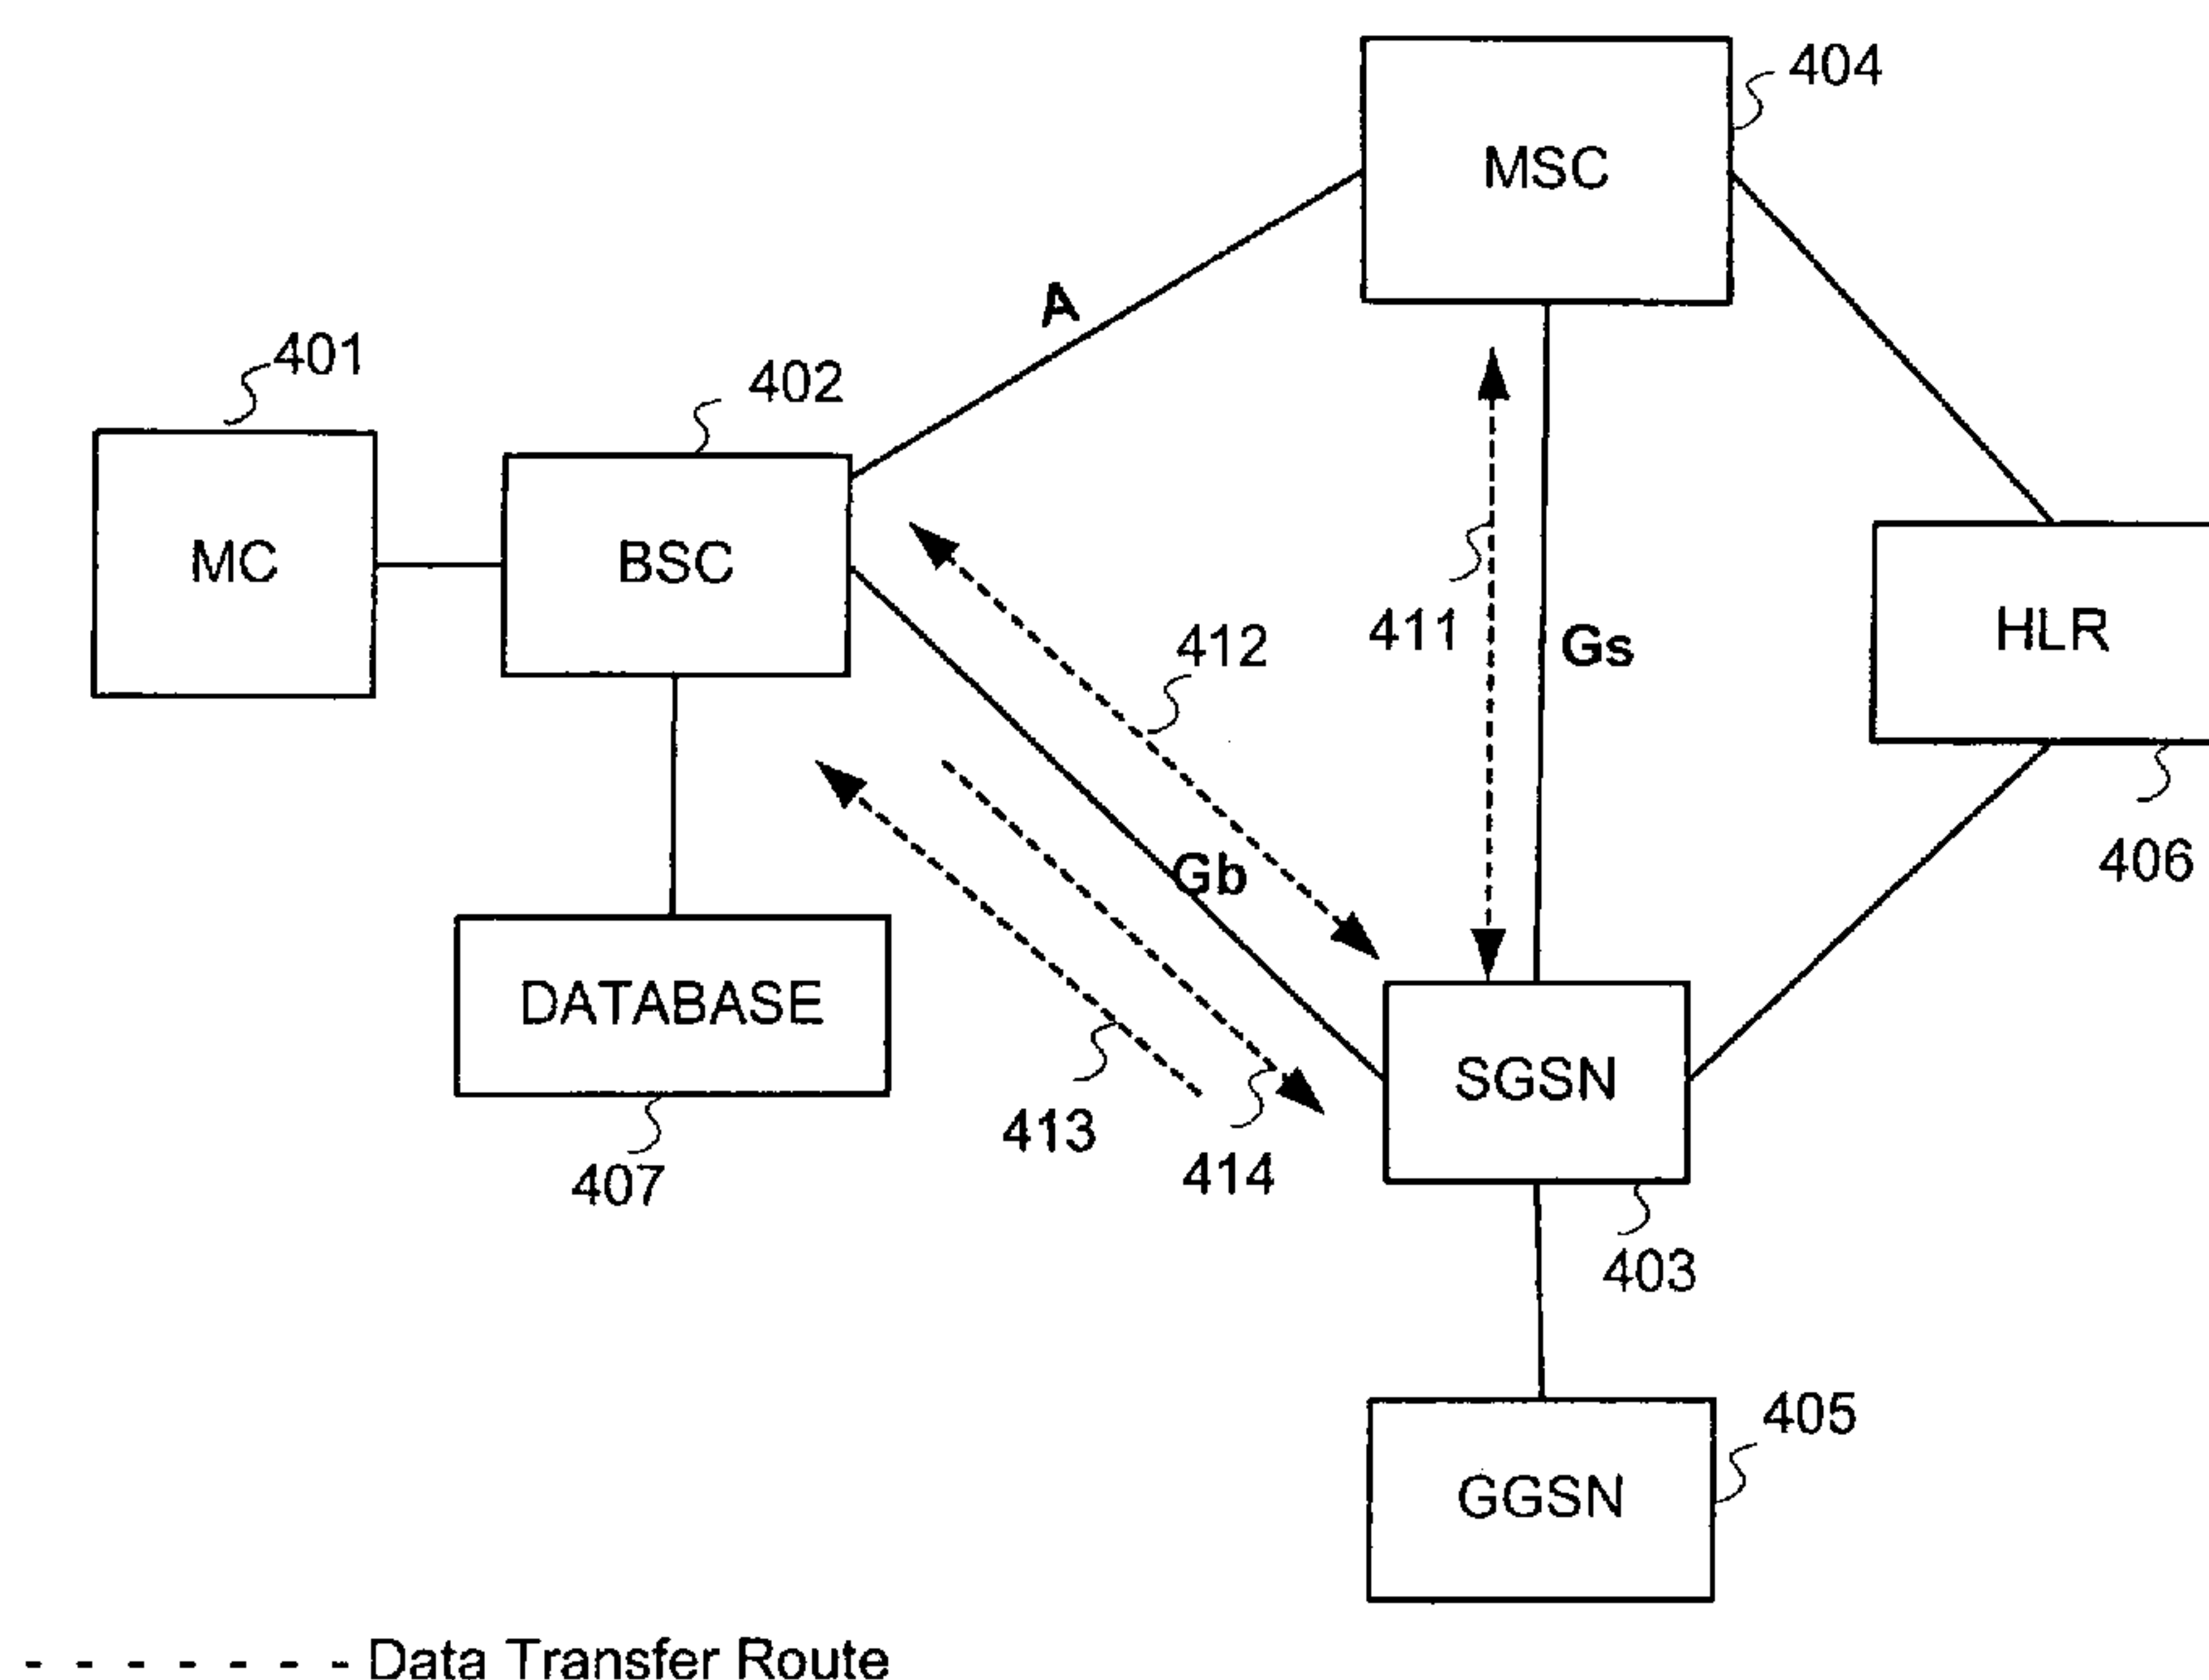 404
MSC
A
401
402
MC
BSC
412
411
Gs
HLR
Gb
406
DATABASE
SGSN
413
414
407
403
405
GGSN
- - - - - - - Data Transfer Route